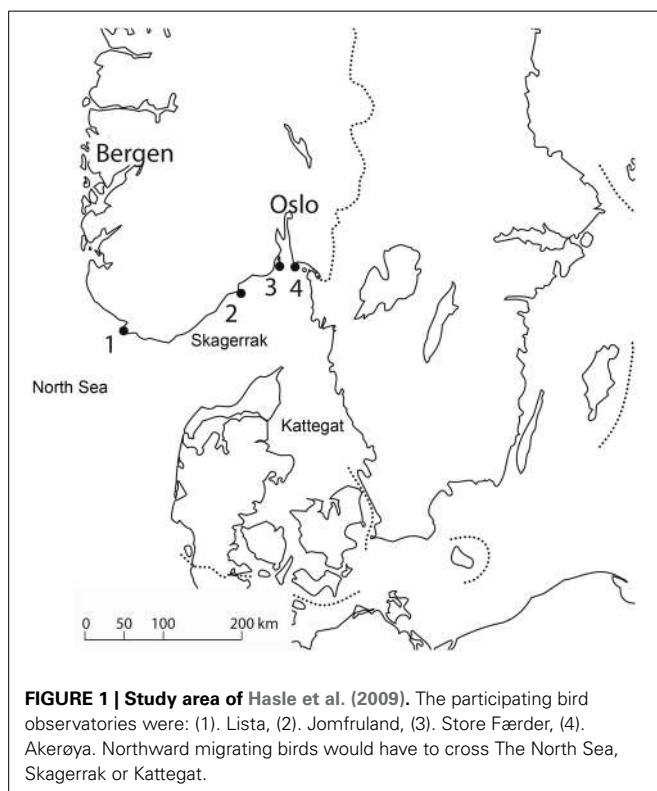 Bergen
Oslo
3
4
2
1
Skagerrak
North Sea
Kattegat
0 50 100 200 km
FIGURE 1 | Study area of Hasle et al. (2009). The participating bird
observatories were: (1). Lista, (2). Jomfruland, (3). Store Færder, (4).
Akerøya. Northward migrating birds would have to cross The North Sea,
Skagerrak or Kattegat.